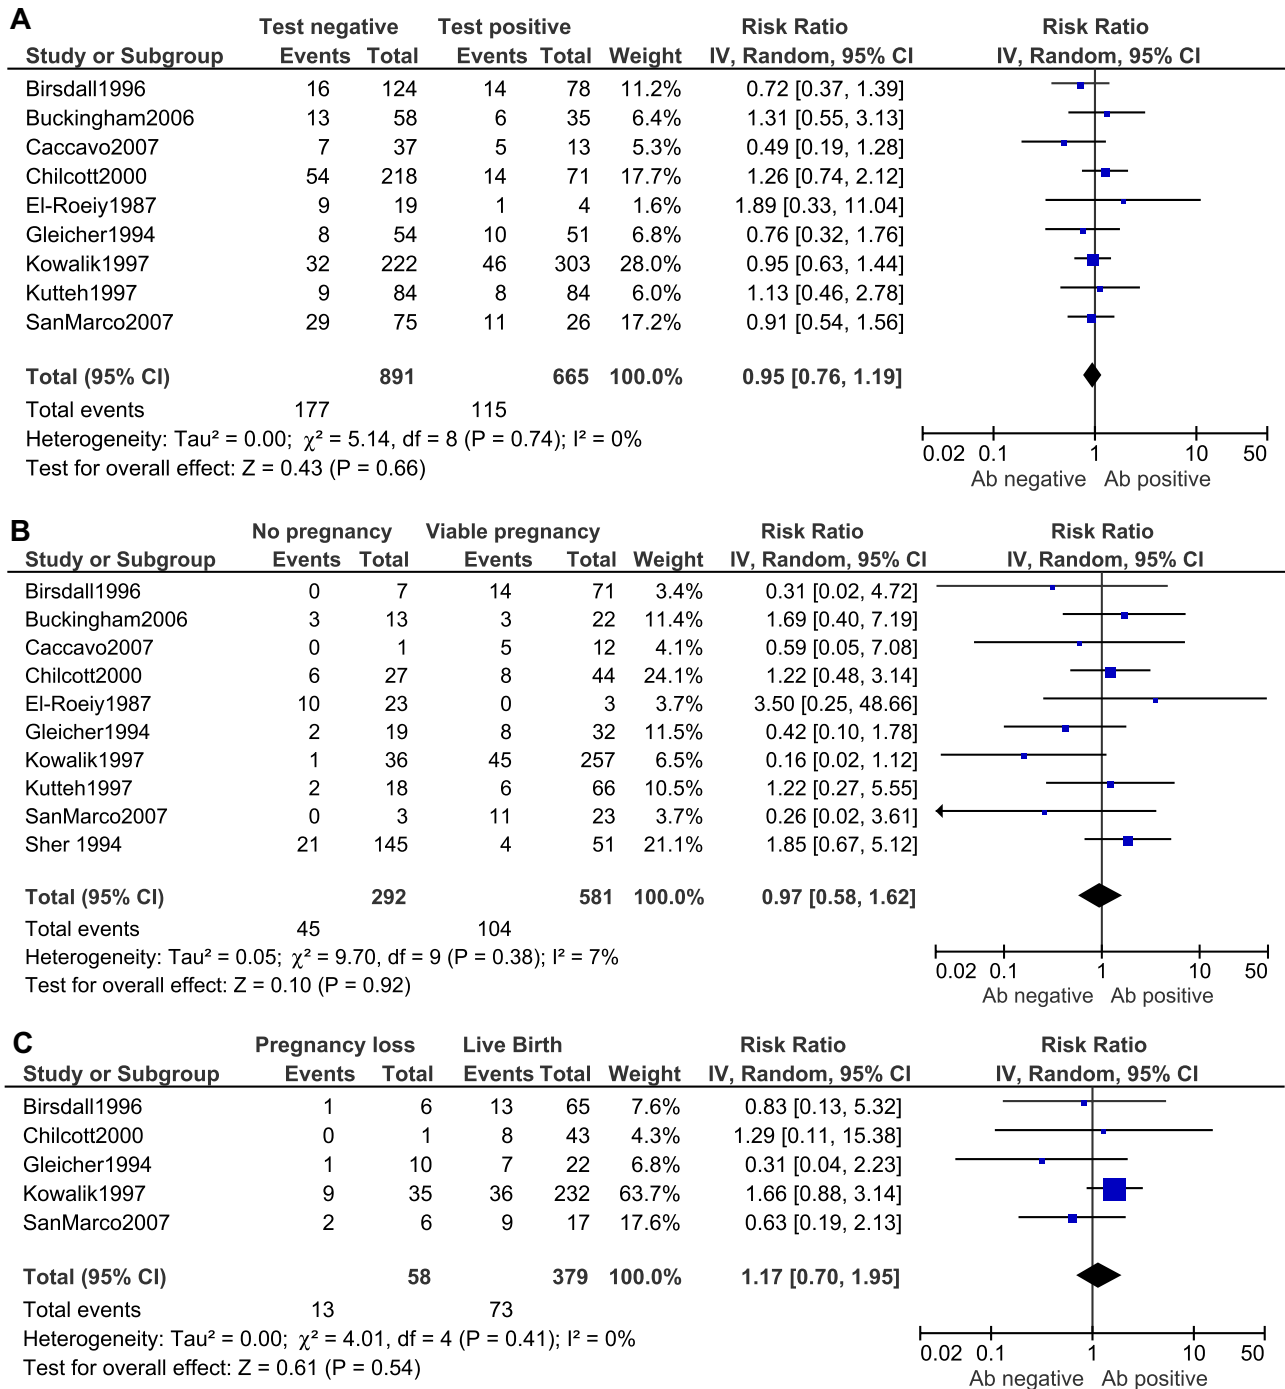 A
Test negative Test positive Risk Ratio Risk Ratio
Study or Subgroup Events Total Events Total Weight IV, Random, 95% CI IV, Random, 95% CI
Birsdall1996 16 124 14 78 11.2% 0.72 [0.37, 1.39]
Buckingham2006 13 58 6 35 6.4% 1.31 [0.55, 3.13]
Caccavo2007 7 37 5 13 5.3% 0.49 [0.19, 1.28]
Chilcott2000 54 218 14 71 17.7% 1.26 [0.74, 2.12]
El-Roeiy1987 9 19 1 4 1.6% 1.89 [0.33, 11.04]
Gleicher1994 8 54 10 51 6.8% 0.76 [0.32, 1.76]
Kowalik1997 32 222 46 303 28.0% 0.95 [0.63, 1.44]
Kutteh1997 9 84 8 84 6.0% 1.13 [0.46, 2.78]
SanMarco2007 29 75 11 26 17.2% 0.91 [0.54, 1.56]
Total (95% CI) 891 665 100.0% 0.95 [0.76, 1.19]
Total events 177 115
Heterogeneity: Tau² = 0.00; χ² = 5.14, df = 8 (P = 0.74); I² = 0%
Test for overall effect: Z = 0.43 (P = 0.66)
0.02 0.1 1 10 50
Ab negative Ab positive
B
No pregnancy Viable pregnancy Risk Ratio Risk Ratio
Study or Subgroup Events Total Events Total Weight IV, Random, 95% CI IV, Random, 95% CI
Birsdall1996 0 7 14 71 3.4% 0.31 [0.02, 4.72]
Buckingham2006 3 13 3 22 11.4% 1.69 [0.40, 7.19]
Caccavo2007 0 1 5 12 4.1% 0.59 [0.05, 7.08]
Chilcott2000 6 27 8 44 24.1% 1.22 [0.48, 3.14]
El-Roeiy1987 10 23 0 3 3.7% 3.50 [0.25, 48.66]
Gleicher1994 2 19 8 32 11.5% 0.42 [0.10, 1.78]
Kowalik1997 1 36 45 257 6.5% 0.16 [0.02, 1.12]
Kutteh1997 2 18 6 66 10.5% 1.22 [0.27, 5.55]
SanMarco2007 0 3 11 23 3.7% 0.26 [0.02, 3.61]
Sher 1994 21 145 4 51 21.1% 1.85 [0.67, 5.12]
Total (95% CI) 292 581 100.0% 0.97 [0.58, 1.62]
Total events 45 104
Heterogeneity: Tau² = 0.05; χ² = 9.70, df = 9 (P = 0.38); I² = 7%
Test for overall effect: Z = 0.10 (P = 0.92)
0.02 0.1 1 10 50
Ab negative Ab positive
C
Pregnancy loss Live Birth Risk Ratio Risk Ratio
Study or Subgroup Events Total Events Total Weight IV, Random, 95% CI IV, Random, 95% CI
Birsdall1996 1 6 13 65 7.6% 0.83 [0.13, 5.32]
Chilcott2000 0 1 8 43 4.3% 1.29 [0.11, 15.38]
Gleicher1994 1 10 7 22 6.8% 0.31 [0.04, 2.23]
Kowalik1997 9 35 36 232 63.7% 1.66 [0.88, 3.14]
SanMarco2007 2 6 9 17 17.6% 0.63 [0.19, 2.13]
Total (95% CI) 58 379 100.0% 1.17 [0.70, 1.95]
Total events 13 73
Heterogeneity: Tau² = 0.00; χ² = 4.01, df = 4 (P = 0.41); I² = 0%
Test for overall effect: Z = 0.61 (P = 0.54)
0.02 0.1 1 10 50
Ab negative Ab positive